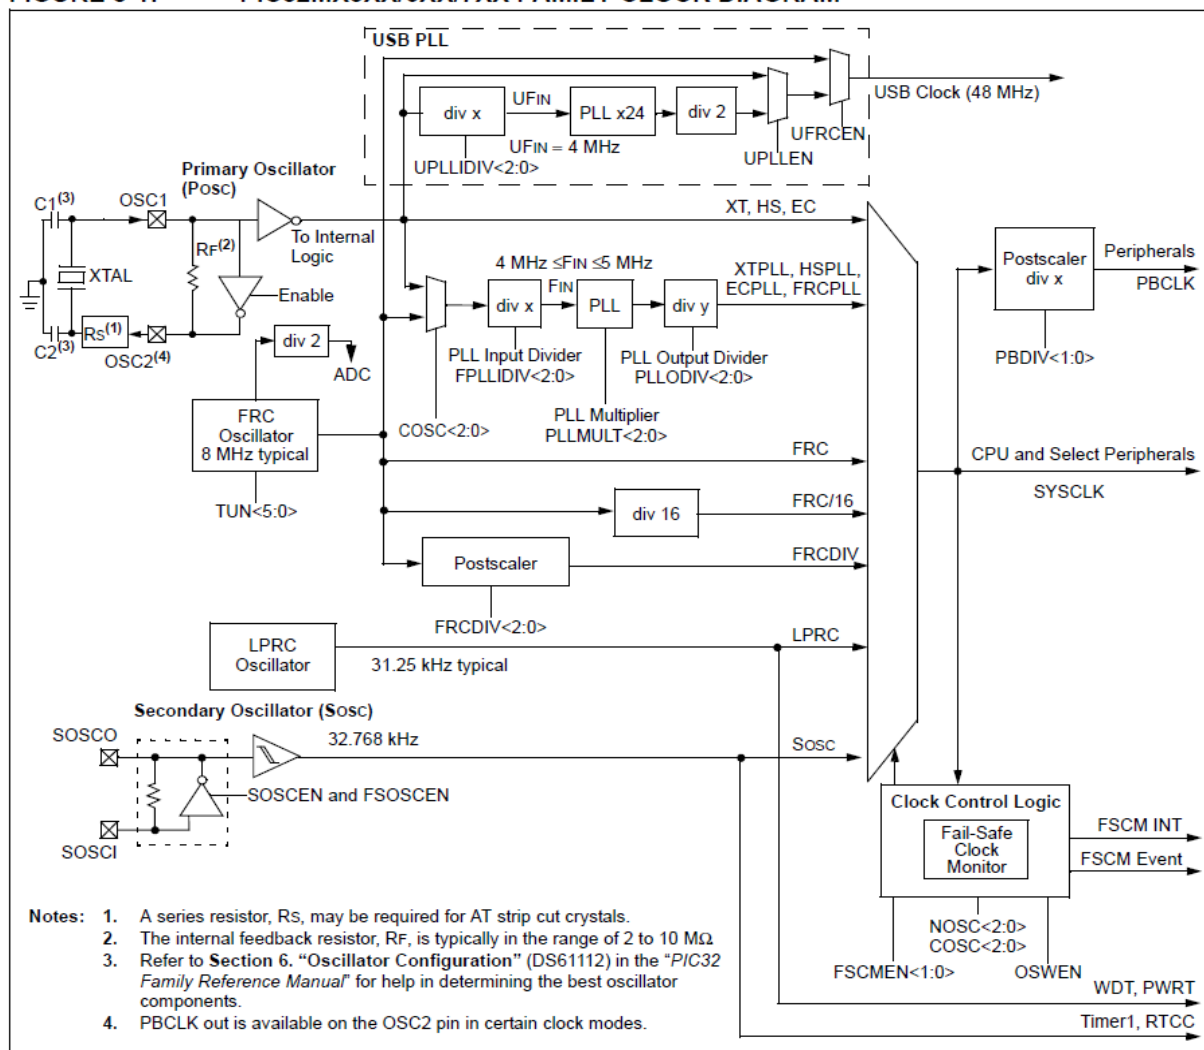 USB PLL
USB Clock (48 MHz)
div x
UFIN
PLL x24
div 2
UFIN = 4 MHz
UFRCEN
UPLLEN
UPLLIDIV<2:0>
Primary Oscillator
(POSC)
C1(3)
OSC1
XT, HS, EC
To Internal
Logic
RF(2)
XTAL
Enable
4 MHz ≤FIN ≤5 MHz
FIN
XTPLL, HSPLL,
ECPLL, FRCPLL
div x
PLL
div y
Postscaler
div x
Peripherals
PBCLK
RS(1)
C2(3)
OSC2(4)
div 2
ADC
PLL Input Divider
FPLLIDIV<2:0>
PLL Output Divider
PLLODIV<2:0>
PBDIV<1:0>
COSC<2:0>
PLL Multiplier
PLLMULT<2:0>
FRC
Oscillator
8 MHz typical
TUN<5:0>
FRC
CPU and Select Peripherals
SYSCLK
div 16
FRC/16
Postscaler
FRCDIV
FRCDIV<2:0>
LPRC
Oscillator
31.25 kHz typical
LPRC
Secondary Oscillator (SOSC)
SOSCO
32.768 kHz
SOSC
SOSCEN and FSOSCEN
SOSCI
Clock Control Logic
Fail-Safe
Clock
Monitor
FSCM INT
FSCM Event
NOSC<2:0>
COSC<2:0>
FSCMEN<1:0>
OSWEN
WDT, PWRT
Timer1, RTCC
Notes: 1. A series resistor, RS, may be required for AT strip cut crystals.
2. The internal feedback resistor, RF, is typically in the range of 2 to 10 MΩ
3. Refer to Section 6. “Oscillator Configuration” (DS61112) in the “PIC32
Family Reference Manual” for help in determining the best oscillator
components.
4. PBCLK out is available on the OSC2 pin in certain clock modes.